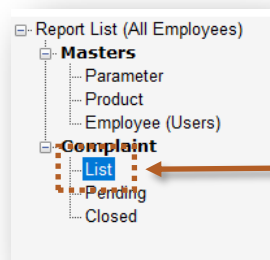 Report List (All Employees)
Masters
Parameter
Product
Employee (Users)
Complaint
List
Pending
Closed